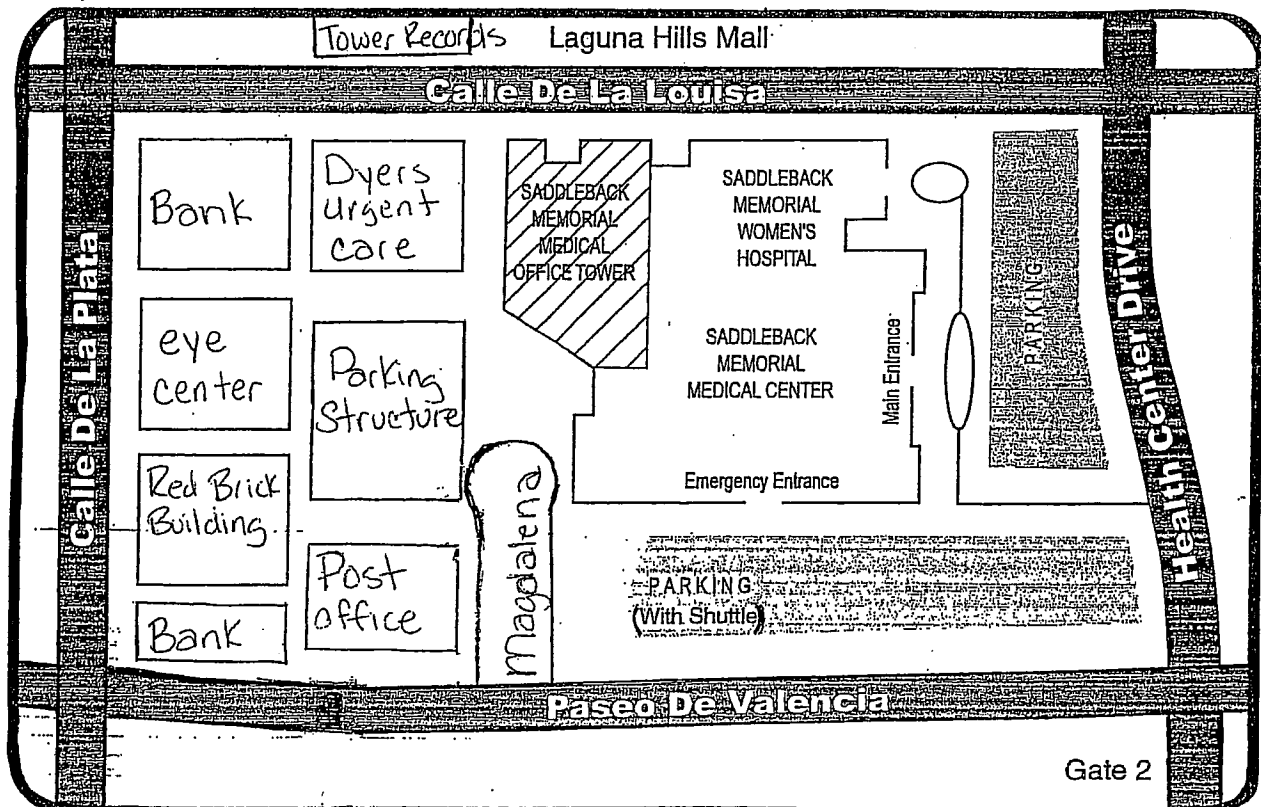 Tower Records
Laguna Hills Mall
Calle De La Louisa
Calle De La Plata
Bank
Dyers
urgent
care
SADDLEBACK
MEMORIAL
MEDICAL
OFFICE TOWER
SADDLEBACK
MEMORIAL
WOMEN'S
HOSPITAL
PARKING
Health Center Drive
eye
center
Parking
Structure
SADDLEBACK
MEMORIAL
MEDICAL CENTER
Main Entrance
Red Brick
Building
Magdalena
Emergency Entrance
Post
office
Bank
PARKING
(With Shuttle)
Paseo De Valencia
Gate 2